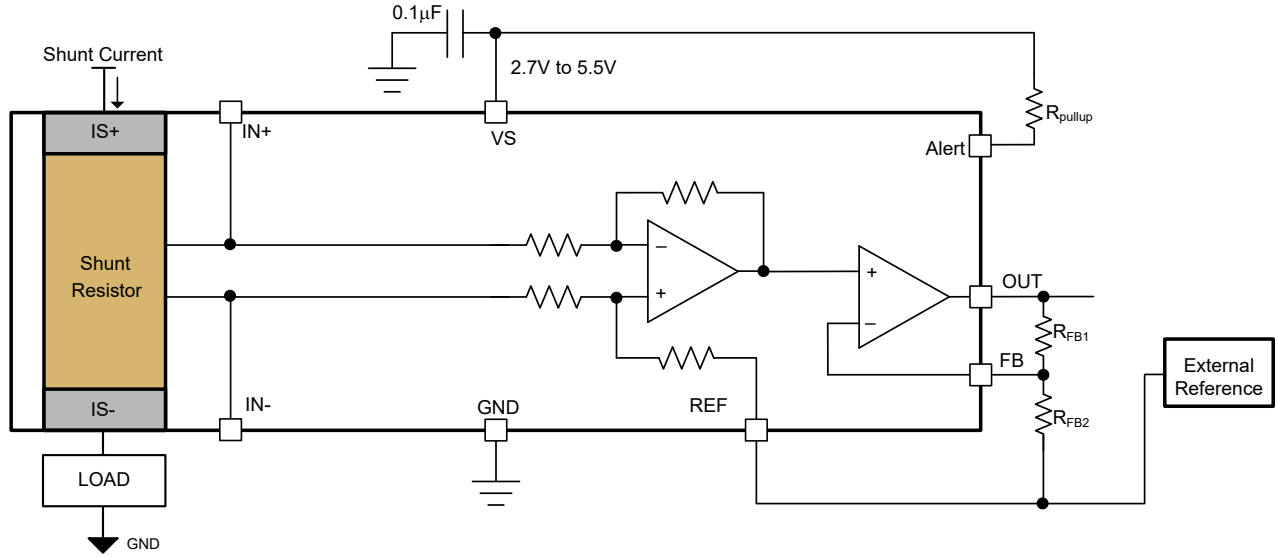 0.1μF
Shunt Current
2.7V to 5.5V
IS+
IN+
VS
Rpullup
Alert
–
+
Shunt
Resistor
+
–
OUT
RFB1
FB
External
Reference
IS-
IN-
GND
REF
RFB2
LOAD
GND